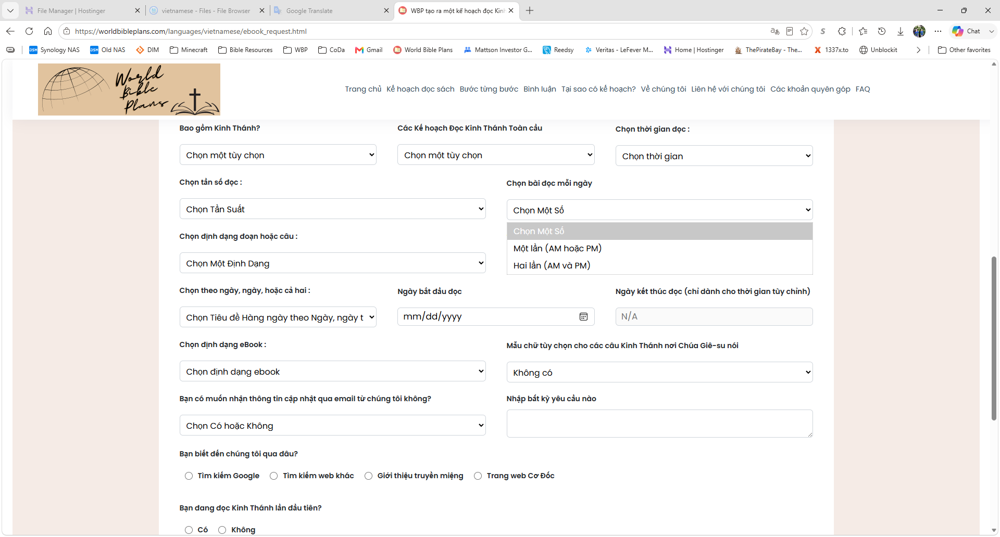 File Manager | Hostinger
vietnamese - Files - File Browser
Google Translate
WBP tạo ra một kế hoạch đọc Kinh
https://worldbibleplans.com/languages/vietnamese/ebook_request.html
Chat
Synology NAS
Old NAS
DIM
Minecraft
Bible Resources
WBP
CoDa
Gmail
World Bible Plans
Mattson Investor G...
Reedsy
Veritas - LeFever M...
Home | Hostinger
ThePirateBay - The...
1337x.to
Unblockit
Other favorites
World
Bible
Plans
Trang chủ Kế hoạch đọc sách Bước từng bước Bình luận Tại sao có kế hoạch? Về chúng tôi Liên hệ với chúng tôi Các khoản quyên góp FAQ
Bao gồm Kinh Thánh?
Các Kế hoạch Đọc Kinh Thánh Toàn cầu
Chọn thời gian đọc :
Chọn một tùy chọn
Chọn một tùy chọn
Chọn thời gian
Chọn tần số đọc :
Chọn bài đọc mỗi ngày
Chọn Tần Suất
Chọn Một Số
Chọn Một Số
Một lần (AM hoặc PM)
Hai lần (AM và PM)
Chọn định dạng đoạn hoặc câu :
Chọn Một Định Dạng
Chọn theo ngày, ngày, hoặc cả hai :
Ngày bắt đầu đọc
Ngày kết thúc đọc (chỉ dành cho thời gian tùy chỉnh)
Chọn Tiêu đề Hàng ngày theo Ngày, ngày t
mm/dd/yyyy
N/A
Chọn định dạng eBook :
Mẫu chữ tùy chọn cho các câu Kinh Thánh nơi Chúa Giê-su nói
Chọn định dạng ebook
Không có
Bạn có muốn nhận thông tin cập nhật qua email từ chúng tôi không?
Nhập bất kỳ yêu cầu nào
Chọn Có hoặc Không
Bạn biết đến chúng tôi qua đâu?
Tìm kiếm Google
Tìm kiếm web khác
Giới thiệu truyền miệng
Trang web Cơ Đốc
Bạn đang đọc Kinh Thánh lần đầu tiên?
Có
Không